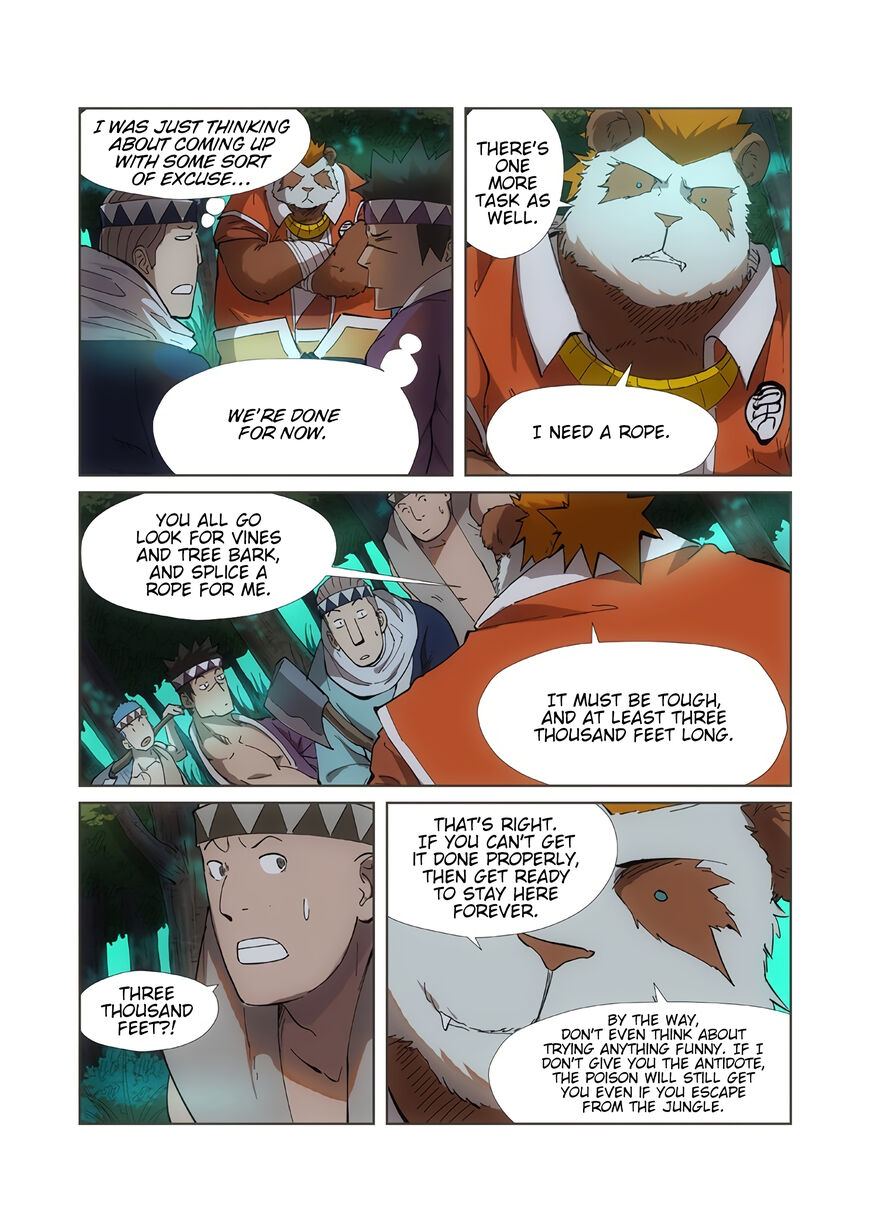 I WAS JUST THINKING
ABOUT COMING UP
WITH SOME SORT
OF EXCUSE...
WE'RE DONE
FOR NOW.
THERE'S
ONE
MORE
TASK AS
WELL.
I NEED A ROPE.
YOU ALL GO
LOOK FOR VINES
AND TREE BARK,
AND SPLICE A
ROPE FOR ME.
IT MUST BE TOUGH,
AND AT LEAST THREE
THOUSAND FEET LONG.
THREE
THOUSAND
FEET?!
THAT'S RIGHT.
IF YOU CAN'T GET
IT DONE PROPERLY,
THEN GET READY
TO STAY HERE
FOREVER.
BY THE WAY,
DON'T EVEN THINK ABOUT
TRYING ANYTHING FUNNY. IF I
DON'T GIVE YOU THE ANTIDOTE,
THE POISON WILL STILL GET
YOU EVEN IF YOU ESCAPE
FROM THE JUNGLE.